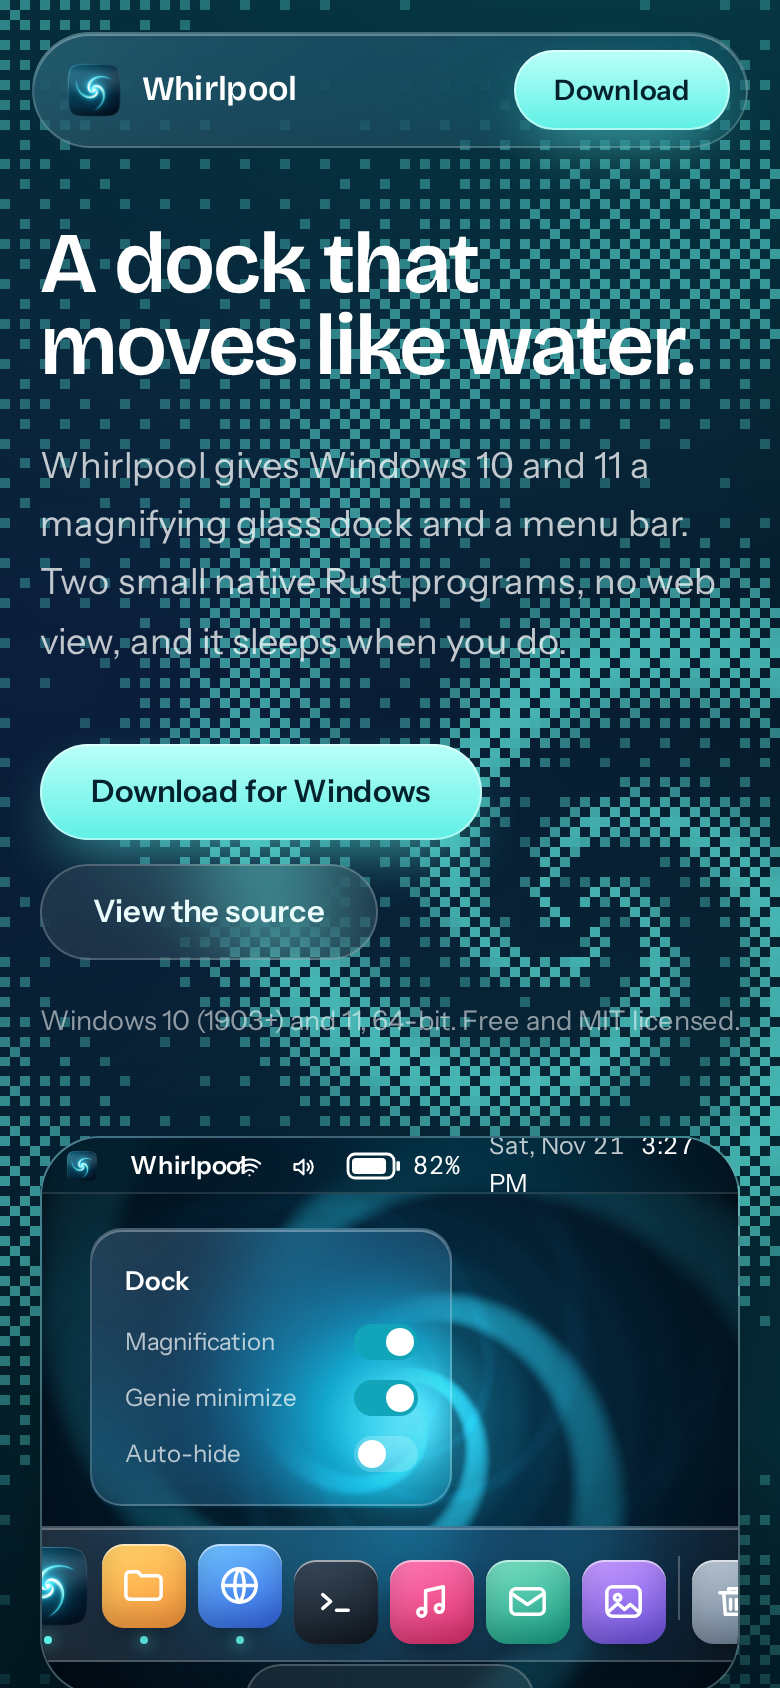 Whirlpool
Download
A dock that
moves like water.
Whirlpool gives Windows 10 and 11 a
magnifying glass dock and a menu bar.
Two small native Rust programs, no web
view, and it sleeps when you do.
Download for Windows
View the source
Windows 10 (1903+) and 11, 64-bit. Free and MIT licensed.
Whirlpool 82% Sat, Nov 21 3:27
PM
Dock
Magnification
Genie minimize
Auto-hide